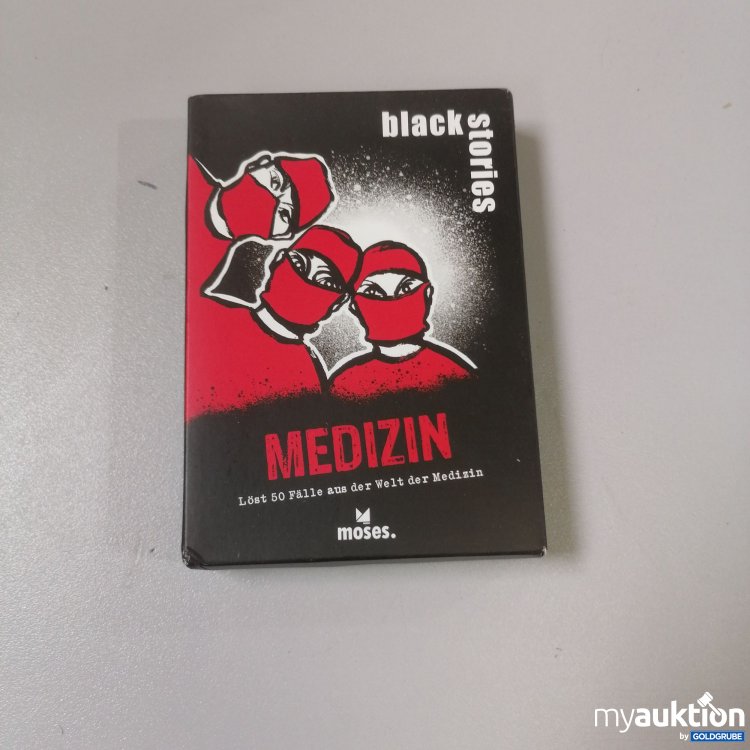 black stories
MEDIZIN
Löst 50 Fälle aus der Welt der Medizin
moses.
myauktion
by GOLDGRUBE